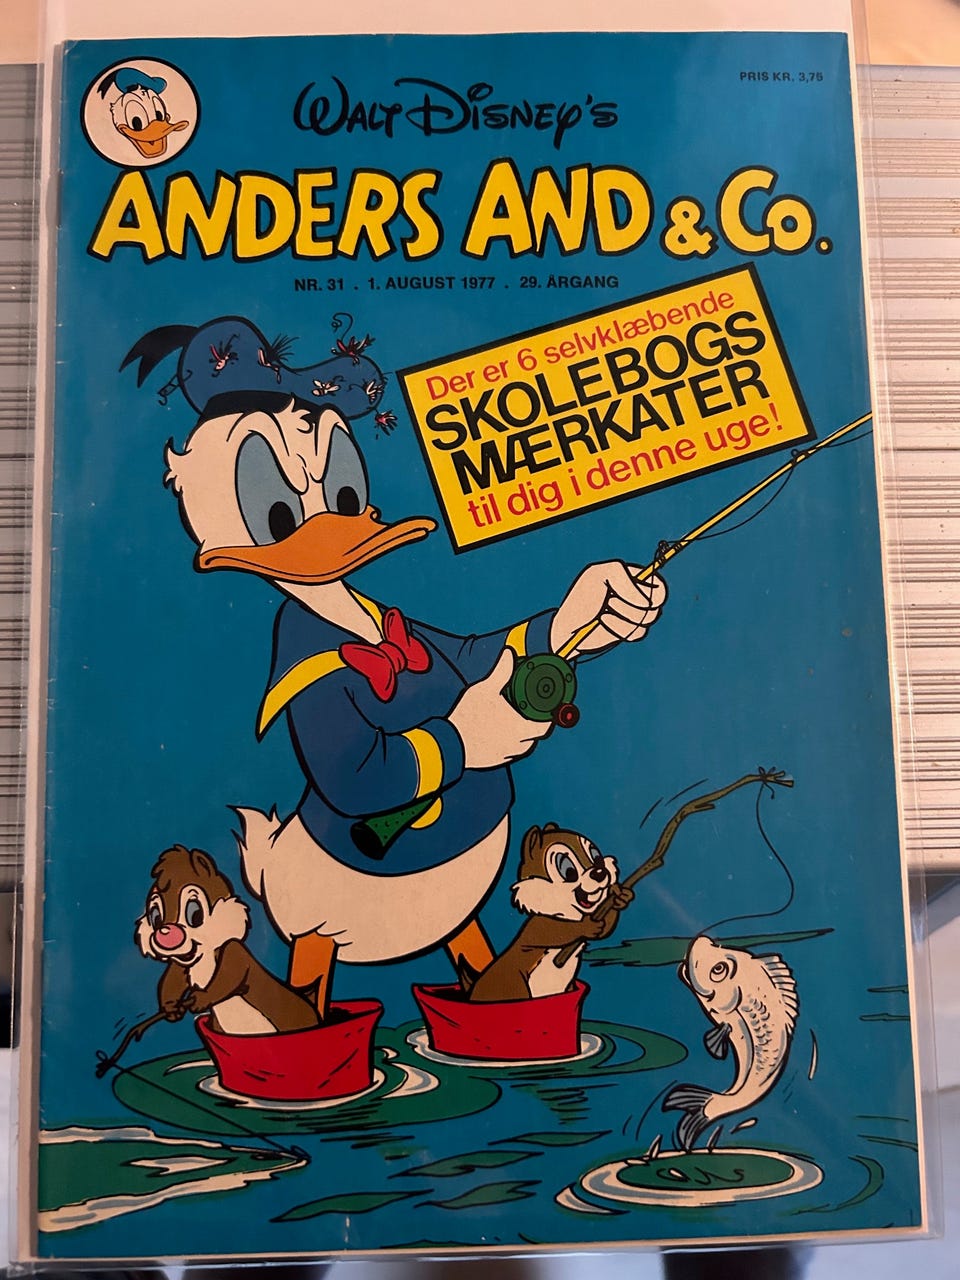 PRIS KR. 3,75
WALT DISNEY'S
ANDERS AND & CO.
NR. 31 . 1. AUGUST 1977 . 29. ÅRGANG
Der er 6 selvklæbende
SKOLEBOGS
MÆRKATER
til dig i denne uge!